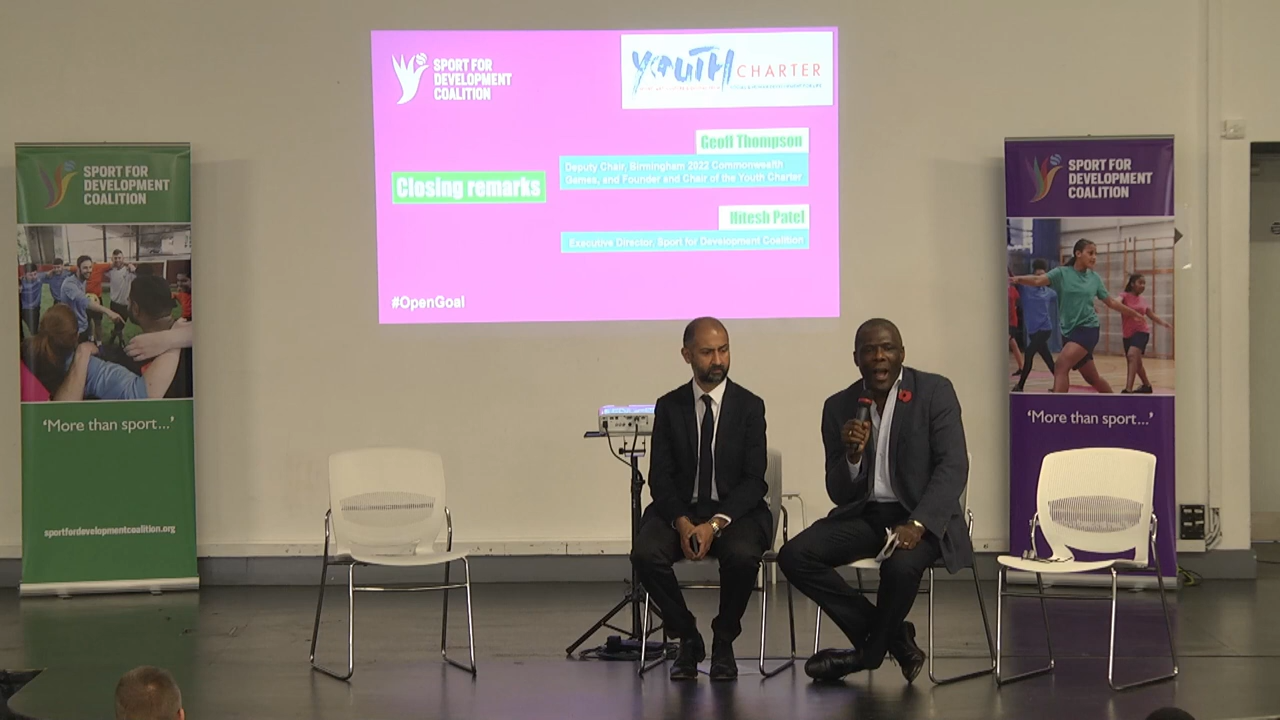 SPORT FOR
DEVELOPMENT
COALITION
YOUTH CHARTER
Geoff Thompson
Deputy Chair, Birmingham 2022 Commonwealth
Games, and Founder and Chair of the Youth Charter
Closing remarks
Hitesh Patel
Executive Director, Sport for Development Coalition
#OpenGoal
SPORT FOR
DEVELOPMENT
COALITION
'More than sport...'
sportfordevelopmentcoalition.org
SPORT FOR
DEVELOPMENT
COALITION
'More than sport...'